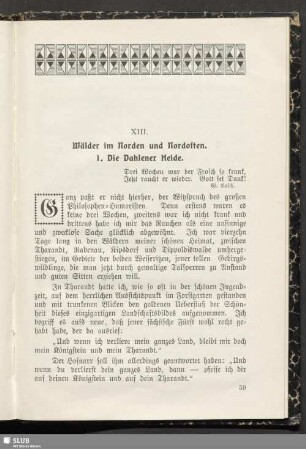 XIII.
Wälder im Norden und Nordosten.
1. Die Dahlener Heide.
Drei Wochen war der Frosch so krank,
Jetzt raucht er wieder. Gott sei Dank!
W. Busch.
Ganz paßt er nicht hierher, der Witzspruch des großen
Philosophen-Humoristen. Denn erstens waren es
keine drei Wochen, zweitens war ich nicht krank und
drittens habe ich mir das Rauchen als eine unsinnige
und zwecklose Sache glücklich abgewöhnt. Ich war vierzehn
Tage lang in den Wäldern meiner schönen Heimat, zwischen
Tharandt, Rabenau, Kipsdorf und Dippoldiswalde umherge-
stiegen, im Gebiete der beiden Weißeritzen, jener tollen Gebirgs-
wildlinge, die man jetzt durch gewaltige Talsperren zu Anstand
und guten Sitten erziehen will.
In Tharandt hatte ich, wie so oft in der schönen Jugend-
zeit, auf dem herrlichen Aussichtspunkt im Forstgarten gestanden
und mit trunkenen Blicken den goldenen Ueberfluß der Schön-
heit dieses einzigartigen Landschaftsbildes aufgenommen. Ich
begriff es aufs neue, daß jener sächsische Fürst wohl recht ge-
habt habe, der da ausrief:
„Und wenn ich verliere mein ganzes Land, bleibt mir doch
mein Königstein und mein Tharandt.“
Der Hofnarr soll ihm allerdings geantwortet haben: „Und
wenn du verlierst dein ganzes Land, dann — pfeife ich dir
auf deinen Königstein und auf dein Tharandt.“
59
SLUB
Wir führen Wissen.